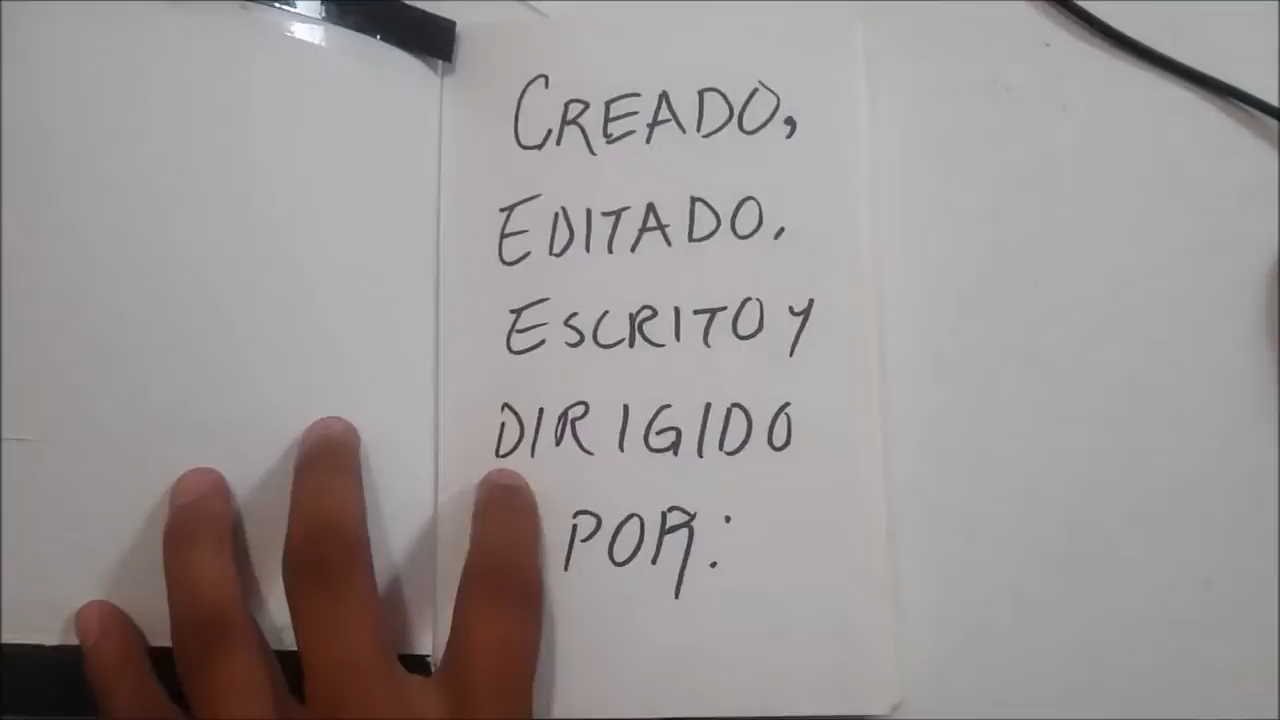 CREADO,
EDITADO.
ESCRITO Y
DIRIGIDO
POR: